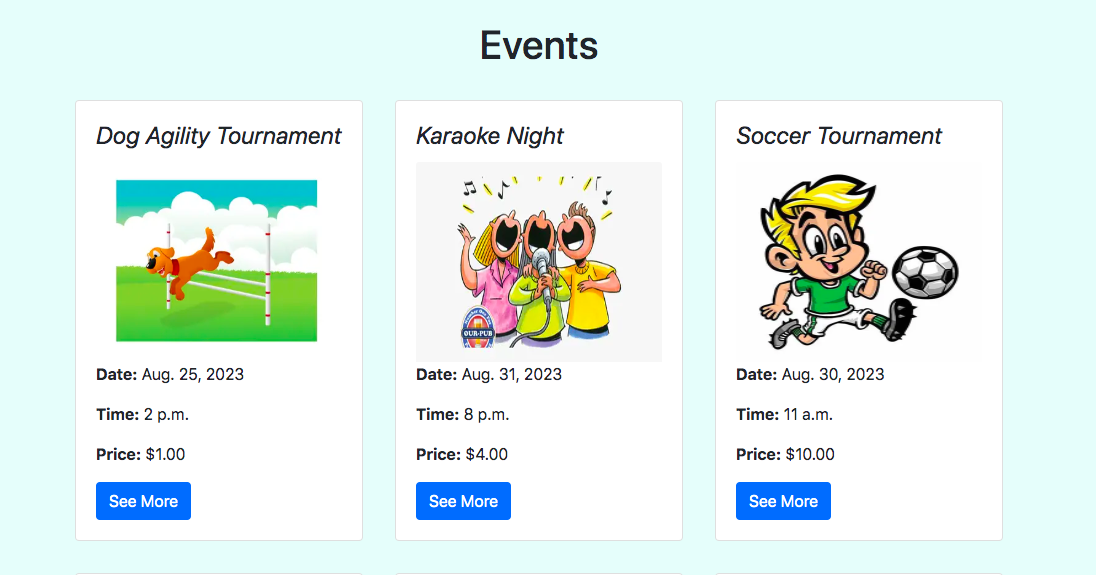 Events
Dog Agility Tournament
Date: Aug. 25, 2023
Time: 2 p.m.
Price: $1.00
See More
Karaoke Night
OUR-PUB
Date: Aug. 31, 2023
Time: 8 p.m.
Price: $4.00
See More
Soccer Tournament
Date: Aug. 30, 2023
Time: 11 a.m.
Price: $10.00
See More